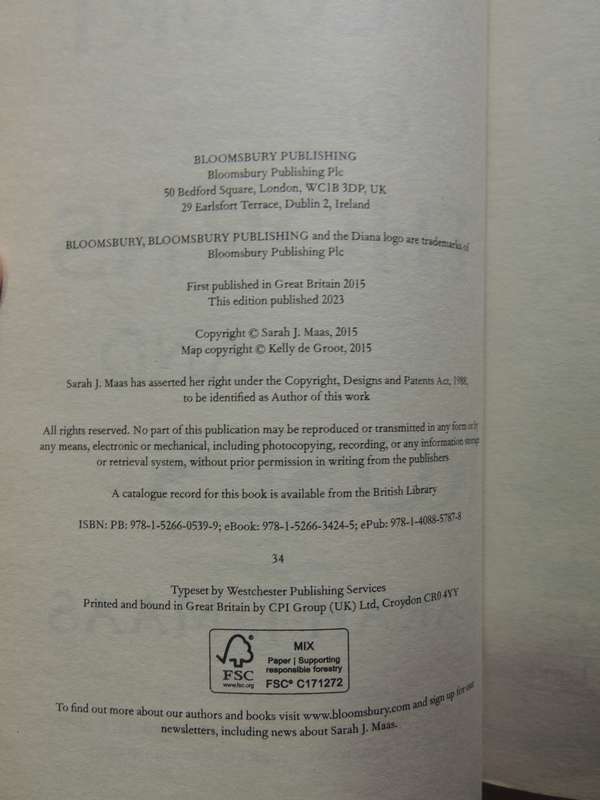 BLOOMSBURY PUBLISHING
Bloomsbury Publishing Plc
50 Bedford Square, London, WC1B 3DP, UK
29 Earlsfort Terrace, Dublin 2, Ireland
BLOOMSBURY, BLOOMSBURY PUBLISHING and the Diana logo are trademarks of
Bloomsbury Publishing Plc
First published in Great Britain 2015
This edition published 2023
Copyright © Sarah J. Maas, 2015
Map copyright © Kelly de Groot, 2015
Sarah J. Maas has asserted her right under the Copyright, Designs and Patents Act, 1988,
to be identified as Author of this work
All rights reserved. No part of this publication may be reproduced or transmitted in any form or by
any means, electronic or mechanical, including photocopying, recording, or any information storage
or retrieval system, without prior permission in writing from the publishers
A catalogue record for this book is available from the British Library
ISBN: PB: 978-1-5266-0539-9; eBook: 978-1-5266-3424-5; ePub: 978-1-4088-5787-8
34
Typeset by Westchester Publishing Services
Printed and bound in Great Britain by CPI Group (UK) Ltd, Croydon CR0 4YY
MIX
Paper | Supporting
responsible forestry
FSC
www.fsc.org
FSC® C171272
To find out more about our authors and books visit www.bloomsbury.com and sign up for our
newsletters, including news about Sarah J. Maas.